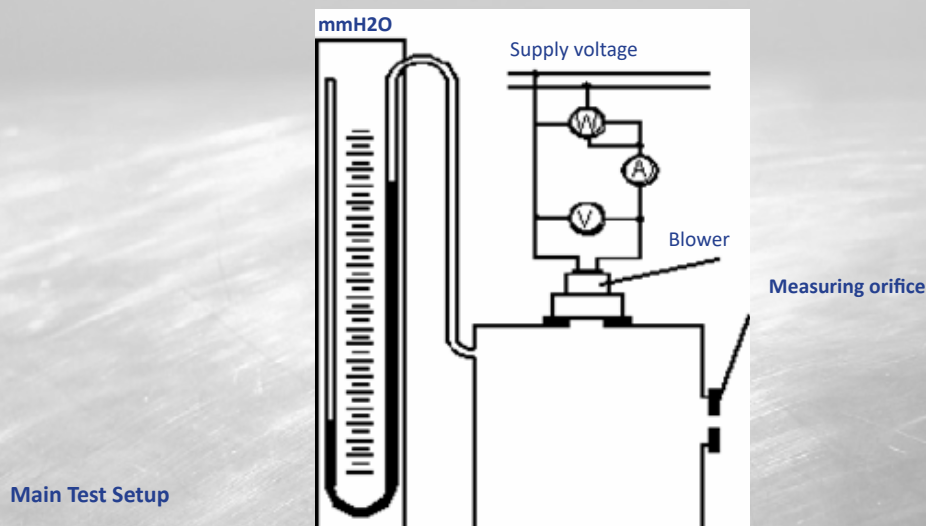 mmH2O
Supply voltage
W
A
V
Blower
Measuring orifice
Main Test Setup